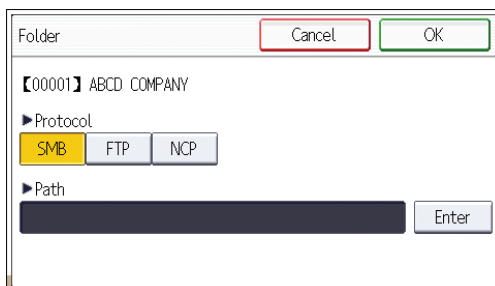 Folder Cancel OK
【00001】 ABCD COMPANY
▶Protocol
SMB FTP NCP
▶Path
Enter